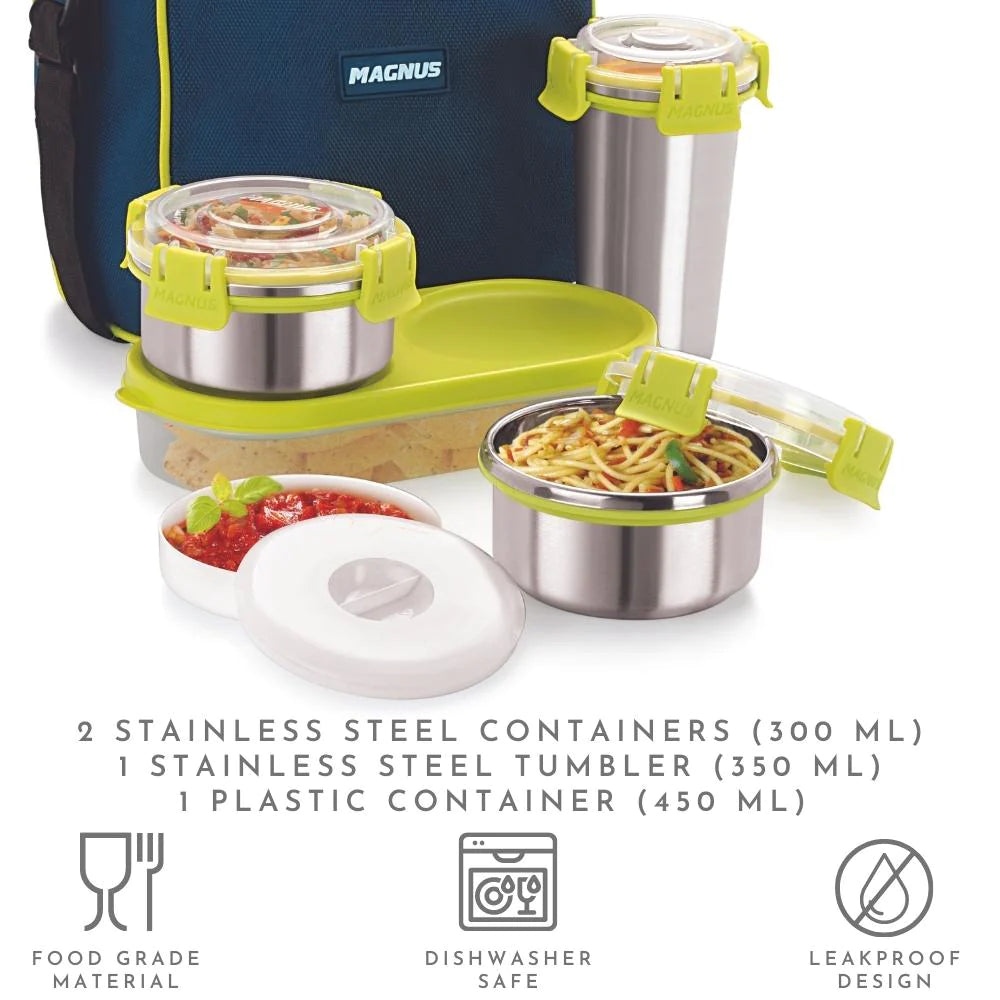 MAGNUS
MAGNUS
MAGNUS
MAGNUS
MAGNUS
MAGNUS
2 STAINLESS STEEL CONTAINERS (300 ML)
1 STAINLESS STEEL TUMBLER (350 ML)
1 PLASTIC CONTAINER (450 ML)
FOOD GRADE
MATERIAL
DISHWASHER
SAFE
LEAKPROOF
DESIGN